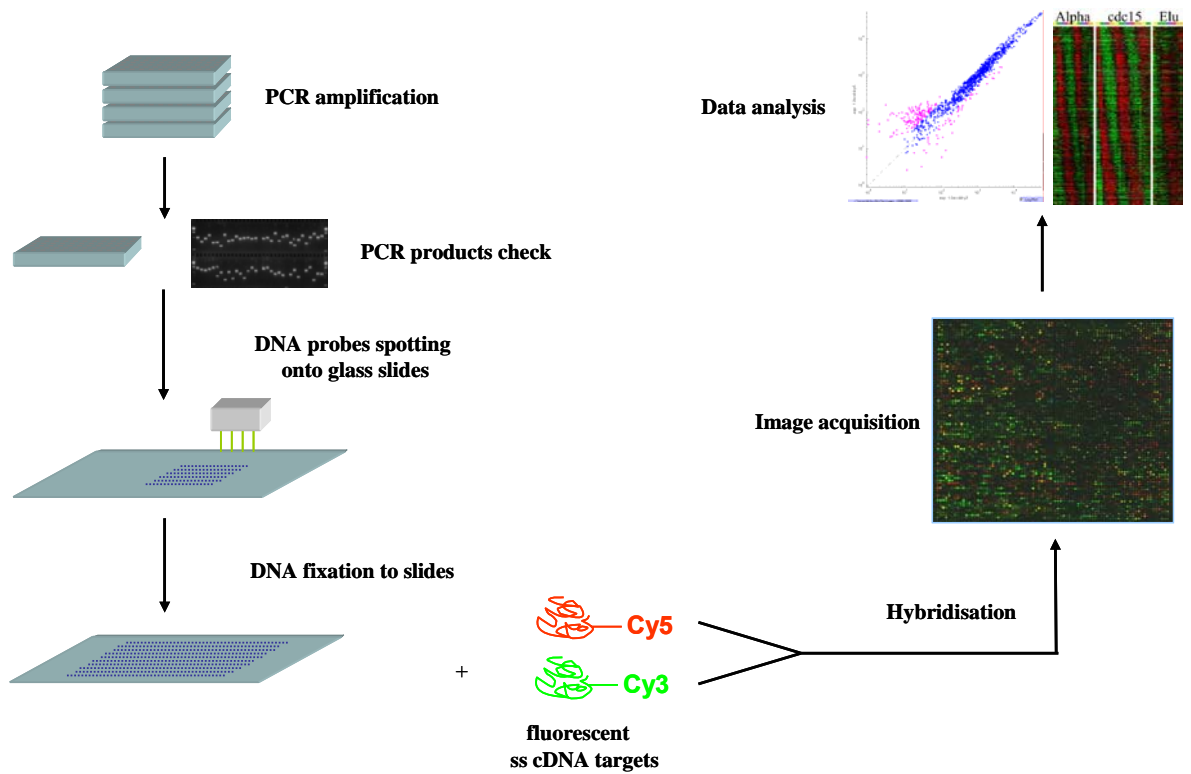 PCR amplification
PCR products check
DNA probes spotting
onto glass slides
DNA fixation to slides
+
Cy5
Cy3
fluorescent
ss cDNA targets
Hybridisation
Image acquisition
Data analysis
Alpha cdc15 Elu